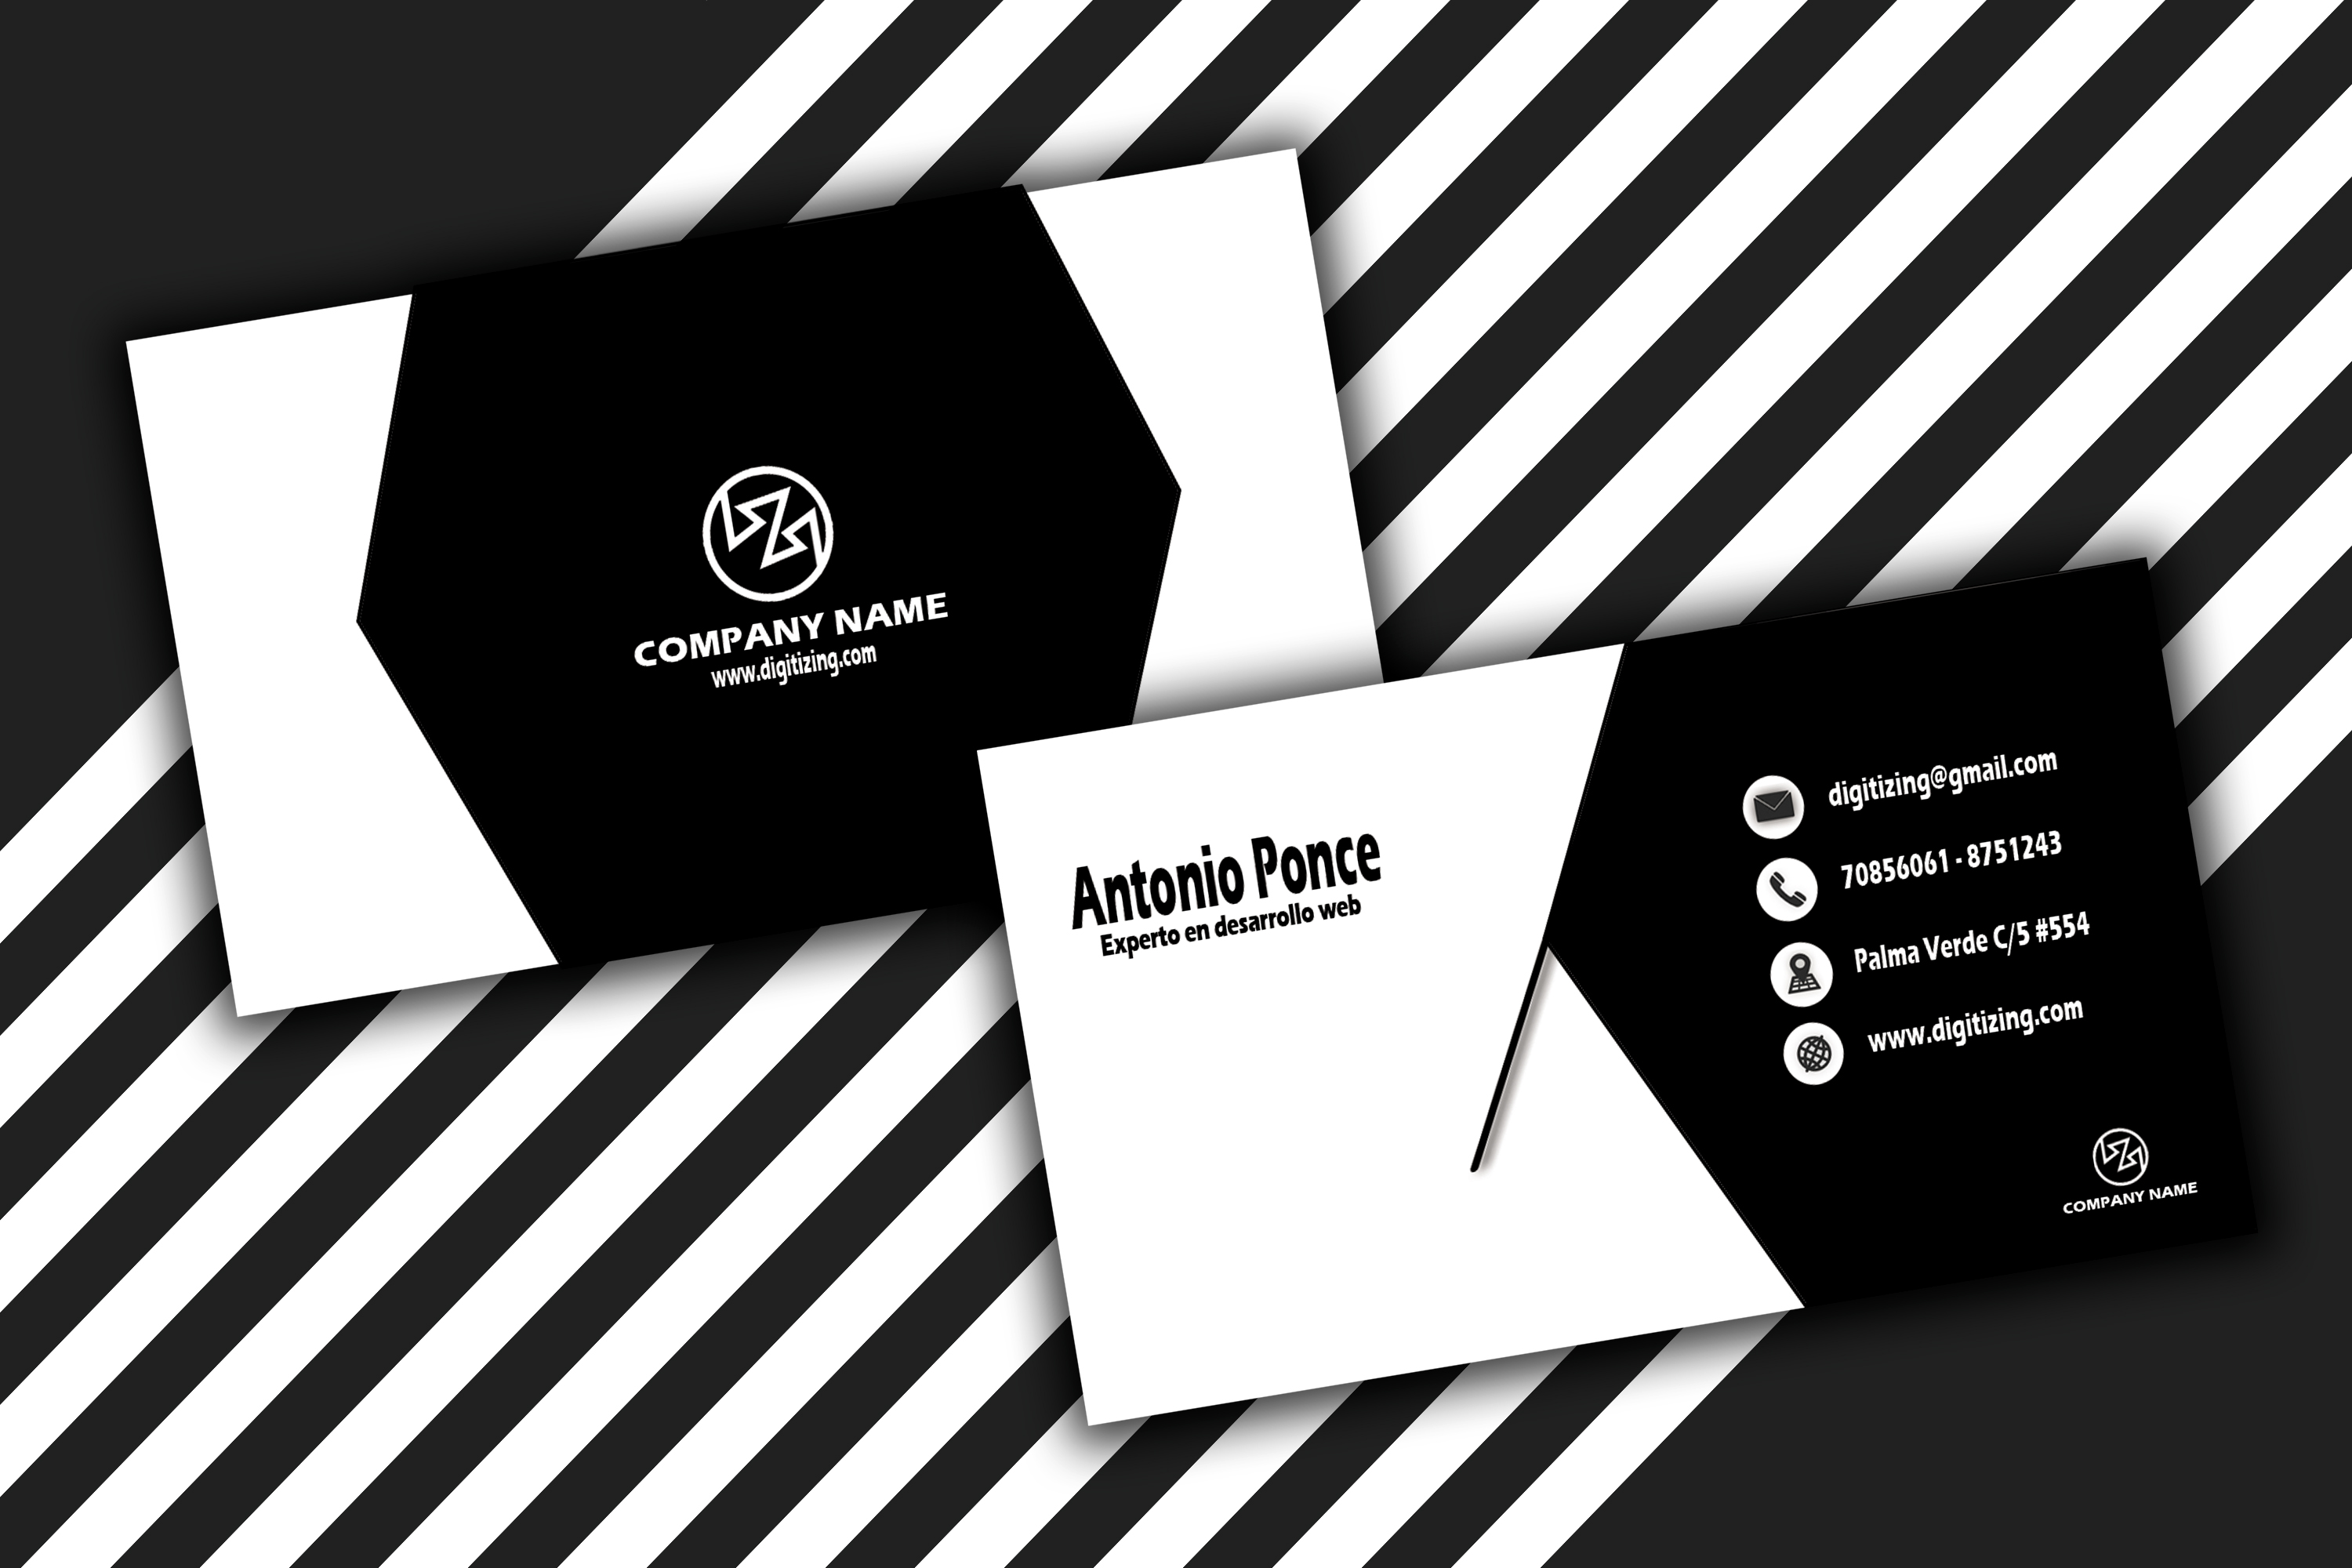 COMPANY NAME
www.digitizing.com
Antonio Ponce
Experto en desarrollo web
digitizing@gmail.com
70856061 - 8751243
Palma Verde C/5 #554
www.digitizing.com
COMPANY NAME